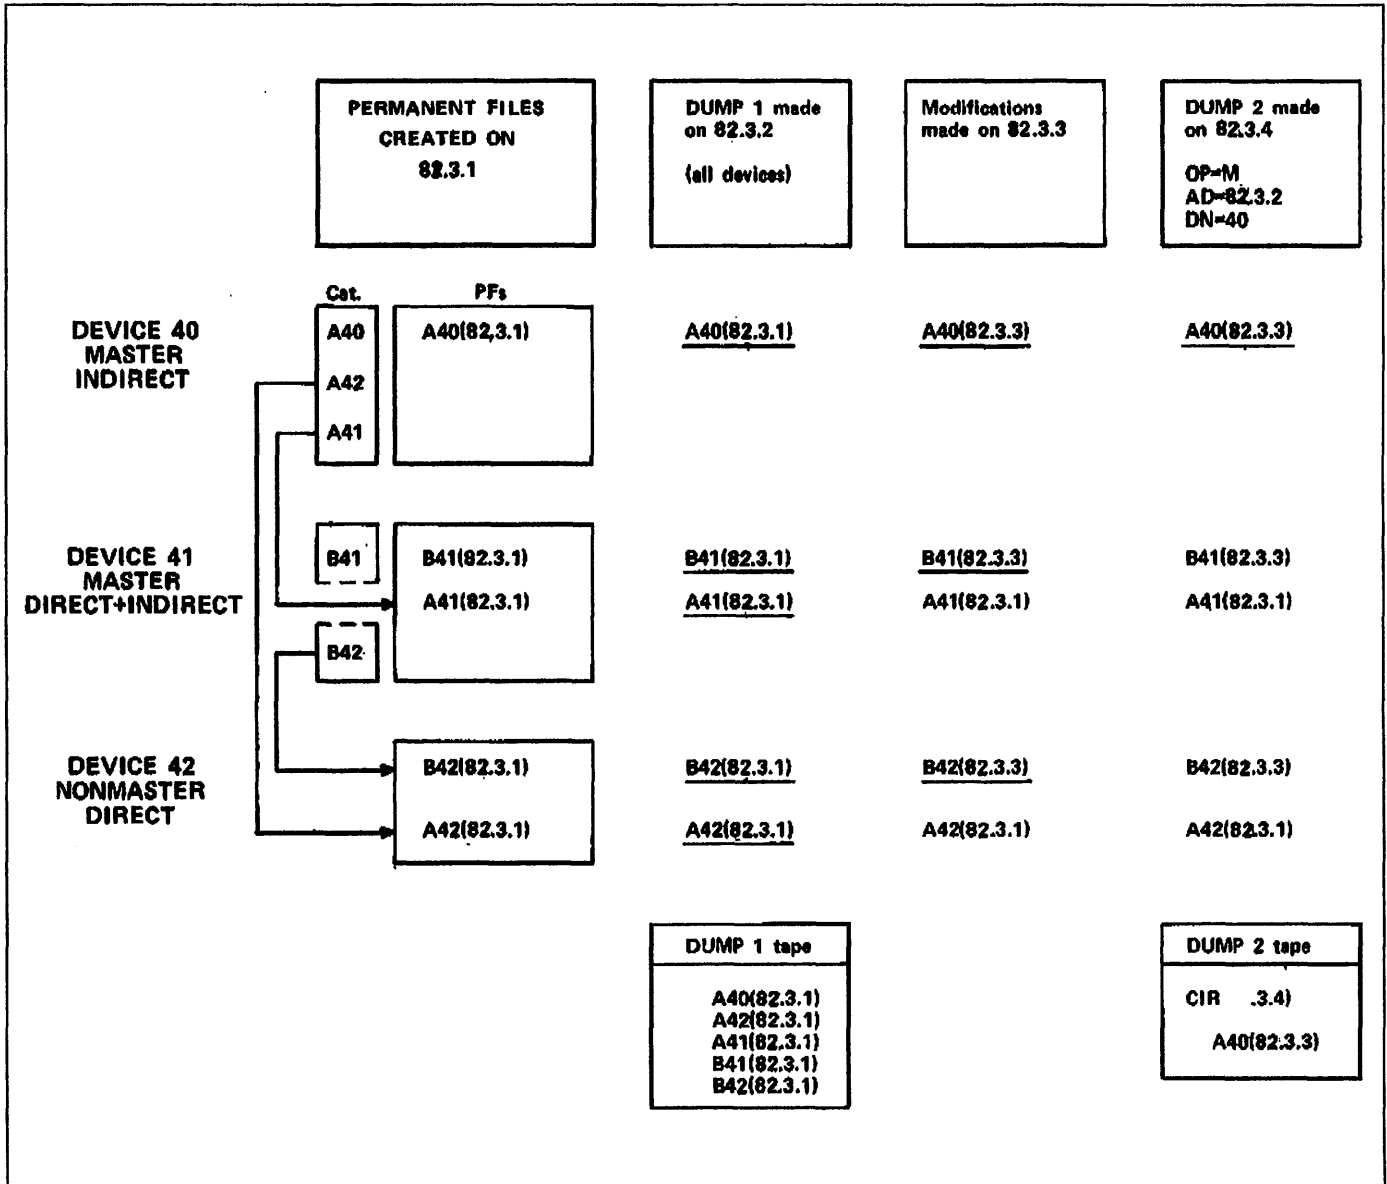 PERMANENT FILES
CREATED ON
82.3.1
DUMP 1 made
on 82.3.2
(all devices)
Modifications
made on 82.3.3
DUMP 2 made
on 82.3.4
OP=M
AD=82.3.2
DN=40
Cat.
PFs
DEVICE 40
MASTER
INDIRECT
A40
A42
A41
A40(82.3.1)
A40(82.3.1)
A40(82.3.3)
A40(82.3.3)
DEVICE 41
MASTER
DIRECT+INDIRECT
B41
B42
B41(82.3.1)
B41(82.3.1)
B41(82.3.3)
B41(82.3.3)
A41(82.3.1)
A41(82.3.1)
A41(82.3.1)
A41(82.3.1)
DEVICE 42
NONMASTER
DIRECT
B42(82.3.1)
B42(82.3.1)
B42(82.3.3)
B42(82.3.3)
A42(82.3.1)
A42(82.3.1)
A42(82.3.1)
A42(82.3.1)
DUMP 1 tape
A40(82.3.1)
A42(82.3.1)
A41(82.3.1)
B41(82.3.1)
B42(82.3.1)
DUMP 2 tape
CIR .3.4)
A40(82.3.3)